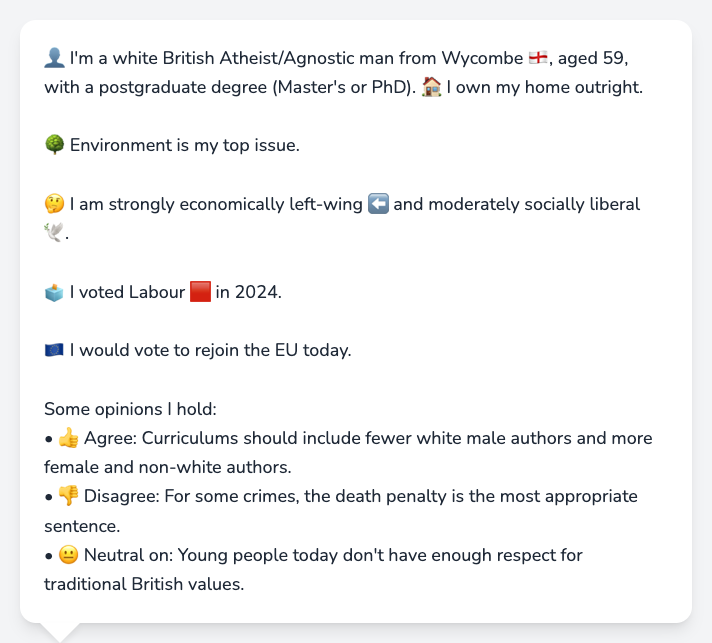 👤 I'm a white British Atheist/Agnostic man from Wycombe 🏴󠁧󠁢󠁥󠁮󠁧󠁿, aged 59,
with a postgraduate degree (Master's or PhD). 🏠 I own my home outright.
🌳 Environment is my top issue.
🤔 I am strongly economically left-wing ⬅️ and moderately socially liberal
🕊️.
🗳️ I voted Labour 🟥 in 2024.
🇪🇺 I would vote to rejoin the EU today.
Some opinions I hold:
• 👍 Agree: Curriculums should include fewer white male authors and more
female and non-white authors.
• 👎 Disagree: For some crimes, the death penalty is the most appropriate
sentence.
• 😐 Neutral on: Young people today don't have enough respect for
traditional British values.